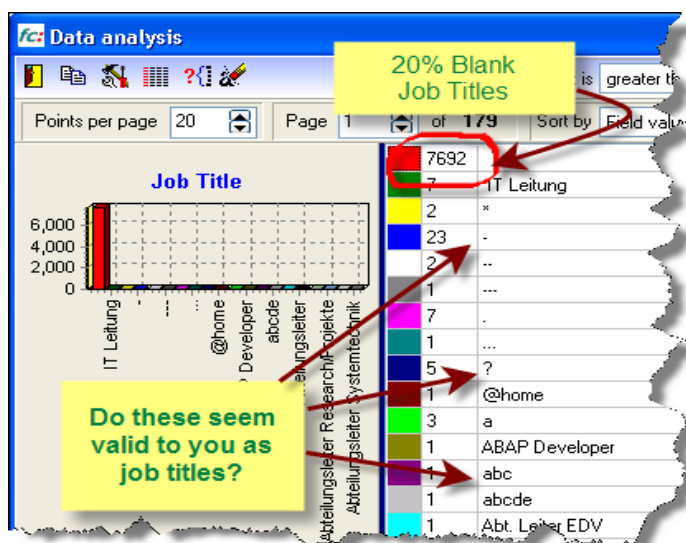 fc: Data analysis
20% Blank
Job Titles
is greater th
Points per page 20 Page 1 of 179 Sort by Field value
Job Title
6,000
4,000
2,000
0
IT Leitung
-
---
...
@home
P Developer
abcde
eilungsleiter
Abteilungsleiter Research/Projekte
Abteilungsleiter Systemtechnik
7692
7 IT Leitung
2 *
23 -
2 --
1 ---
7 .
1 ...
5 ?
1 @home
3 a
1 ABAP Developer
1 abc
1 abcde
1 Abt. Leiter EDV
Do these seem
valid to you as
job titles?